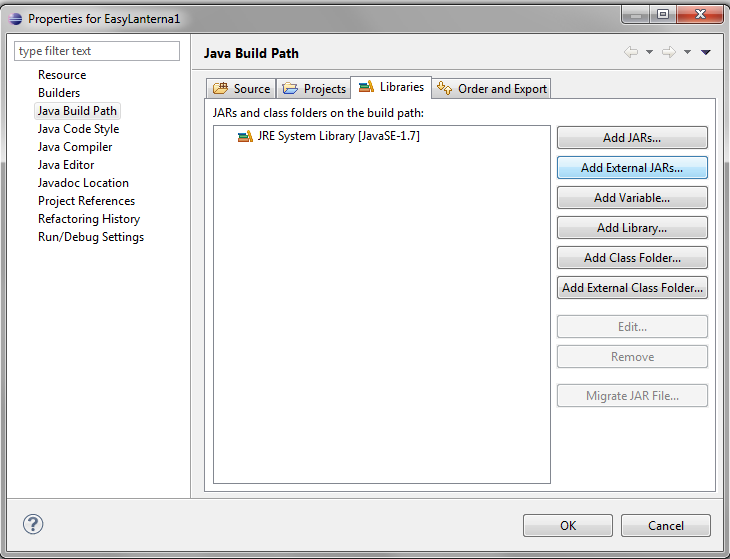 Properties for EasyLanterna1
type filter text
Resource
Builders
Java Build Path
Java Code Style
Java Compiler
Java Editor
Javadoc Location
Project References
Refactoring History
Run/Debug Settings
Java Build Path
Source
Projects
Libraries
Order and Export
JARs and class folders on the build path:
JRE System Library [JavaSE-1.7]
Add JARs...
Add External JARs...
Add Variable...
Add Library...
Add Class Folder...
Add External Class Folder...
Edit...
Remove
Migrate JAR File...
?
OK
Cancel